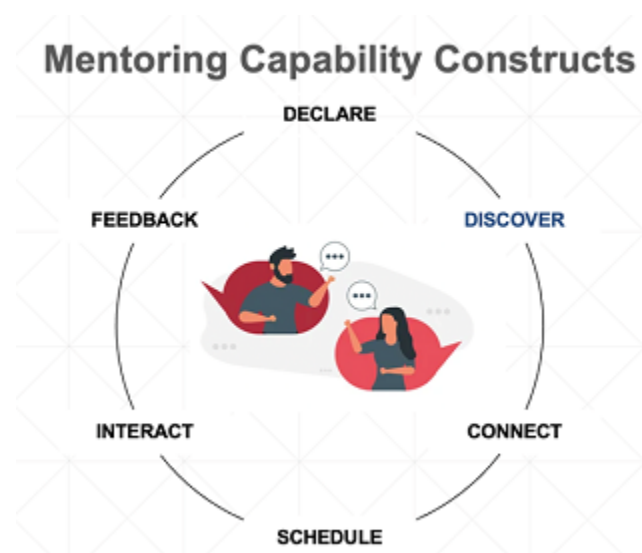 Mentoring Capability Constructs
DECLARE
FEEDBACK
DISCOVER
INTERACT
CONNECT
SCHEDULE